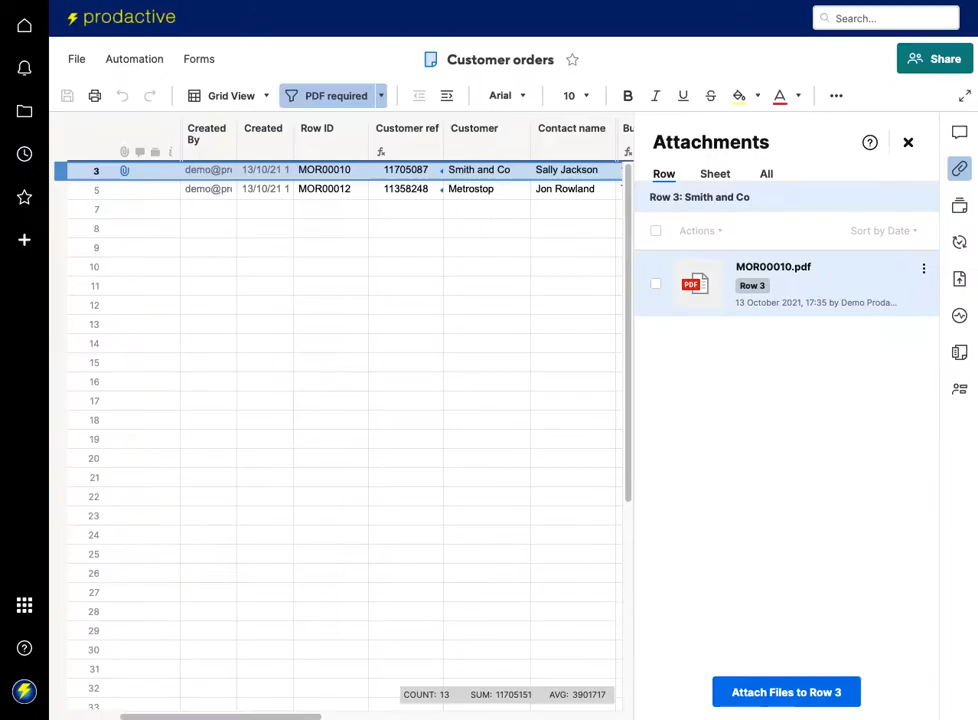 prodactive
Search...
File Automation Forms
Customer orders
Share
Grid View
PDF required
Arial
10
B I U S A
Created By
Created
Row ID
Customer ref
Customer
Contact name
Bu
fx
fx
3 demo@pr 13/10/21 1 MOR00010 11705087 Smith and Co Sally Jackson
5 demo@pr 13/10/21 1 MOR00012 11358248 Metrostop Jon Rowland
7
8
9
10
11
12
13
14
15
16
17
18
19
20
21
22
23
24
25
26
27
28
29
30
31
32
33
COUNT: 13 SUM: 11705151 AVG: 3901717
Attachments
Row Sheet All
Row 3: Smith and Co
Actions
Sort by Date
PDF
MOR00010.pdf
Row 3
13 October 2021, 17:35 by Demo Proda...
Attach Files to Row 3